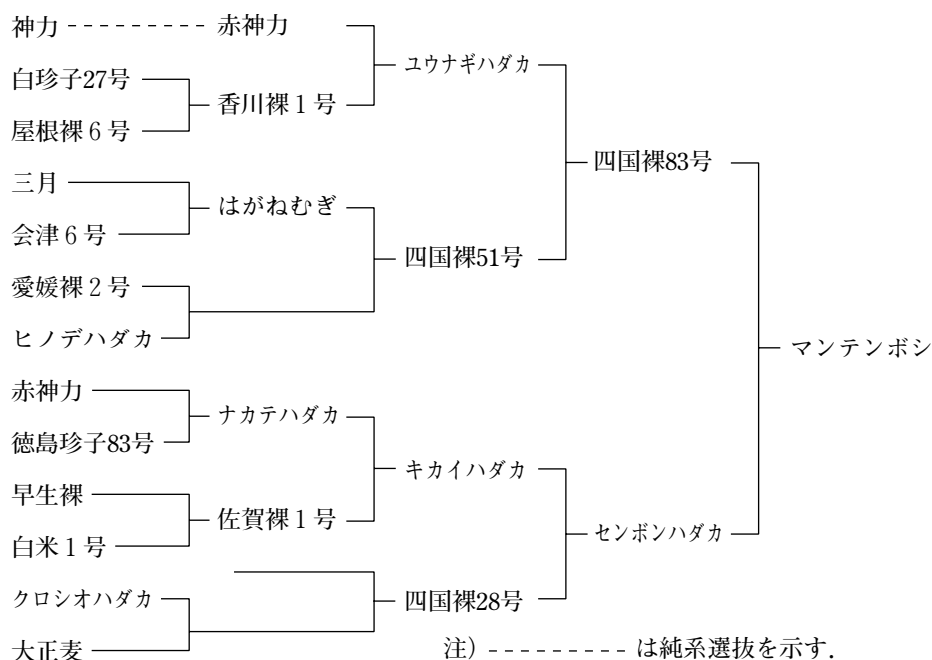 神力 赤神力
ユウナギハダカ
白珍子27号
香川裸1号
屋根裸6号
四国裸83号
三月
はがねむぎ
会津6号
四国裸51号
愛媛裸2号
ヒノデハダカ
マンテンボシ
赤神力
ナカテハダカ
徳島珍子83号
キカイハダカ
早生裸
佐賀裸1号
センボンハダカ
白米1号
クロシオハダカ
四国裸28号
大正麦
注) --------- は純系選抜を示す.